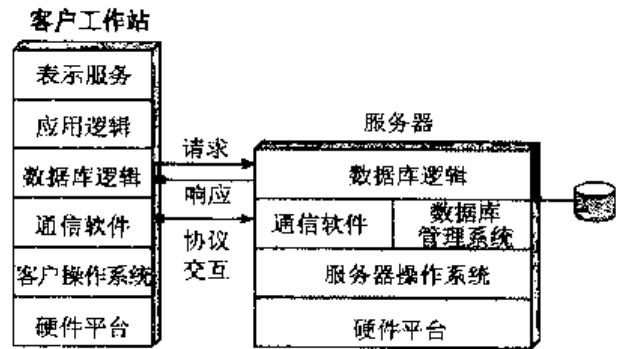 客户工作站
表示服务
应用逻辑
数据库逻辑
通信软件
客户操作系统
硬件平台
请求
响应
协议
交互
服务器
数据库逻辑
通信软件
数据库
管理系统
服务器操作系统
硬件平台